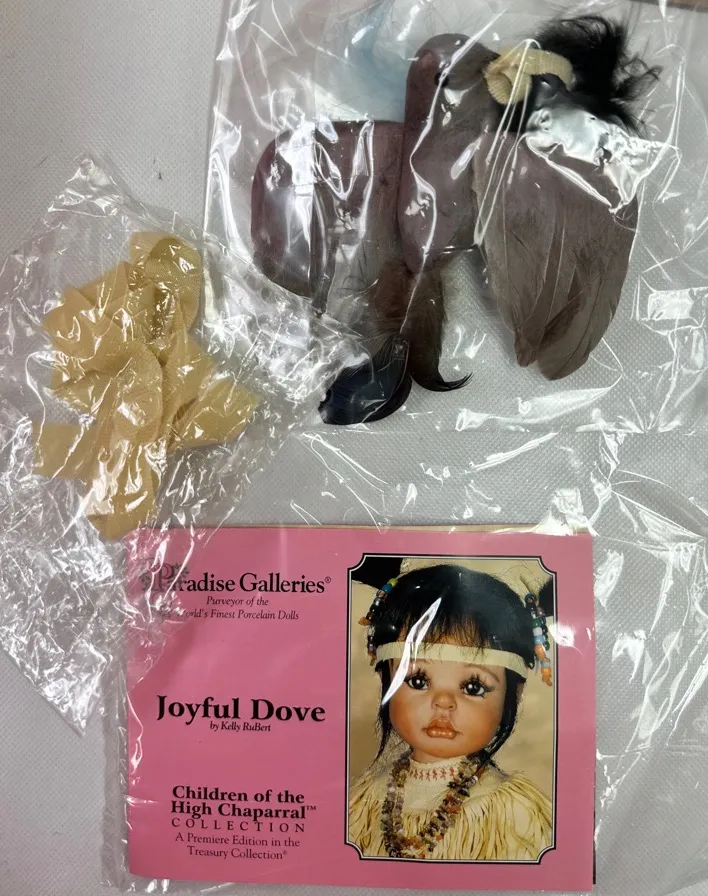 Paradise Galleries®
Purveyor of the
World's Finest Porcelain Dolls
Joyful Dove
by Kelly RuBert
Children of the
High Chaparral™
COLLECTION
A Premiere Edition in the
Treasury Collection®